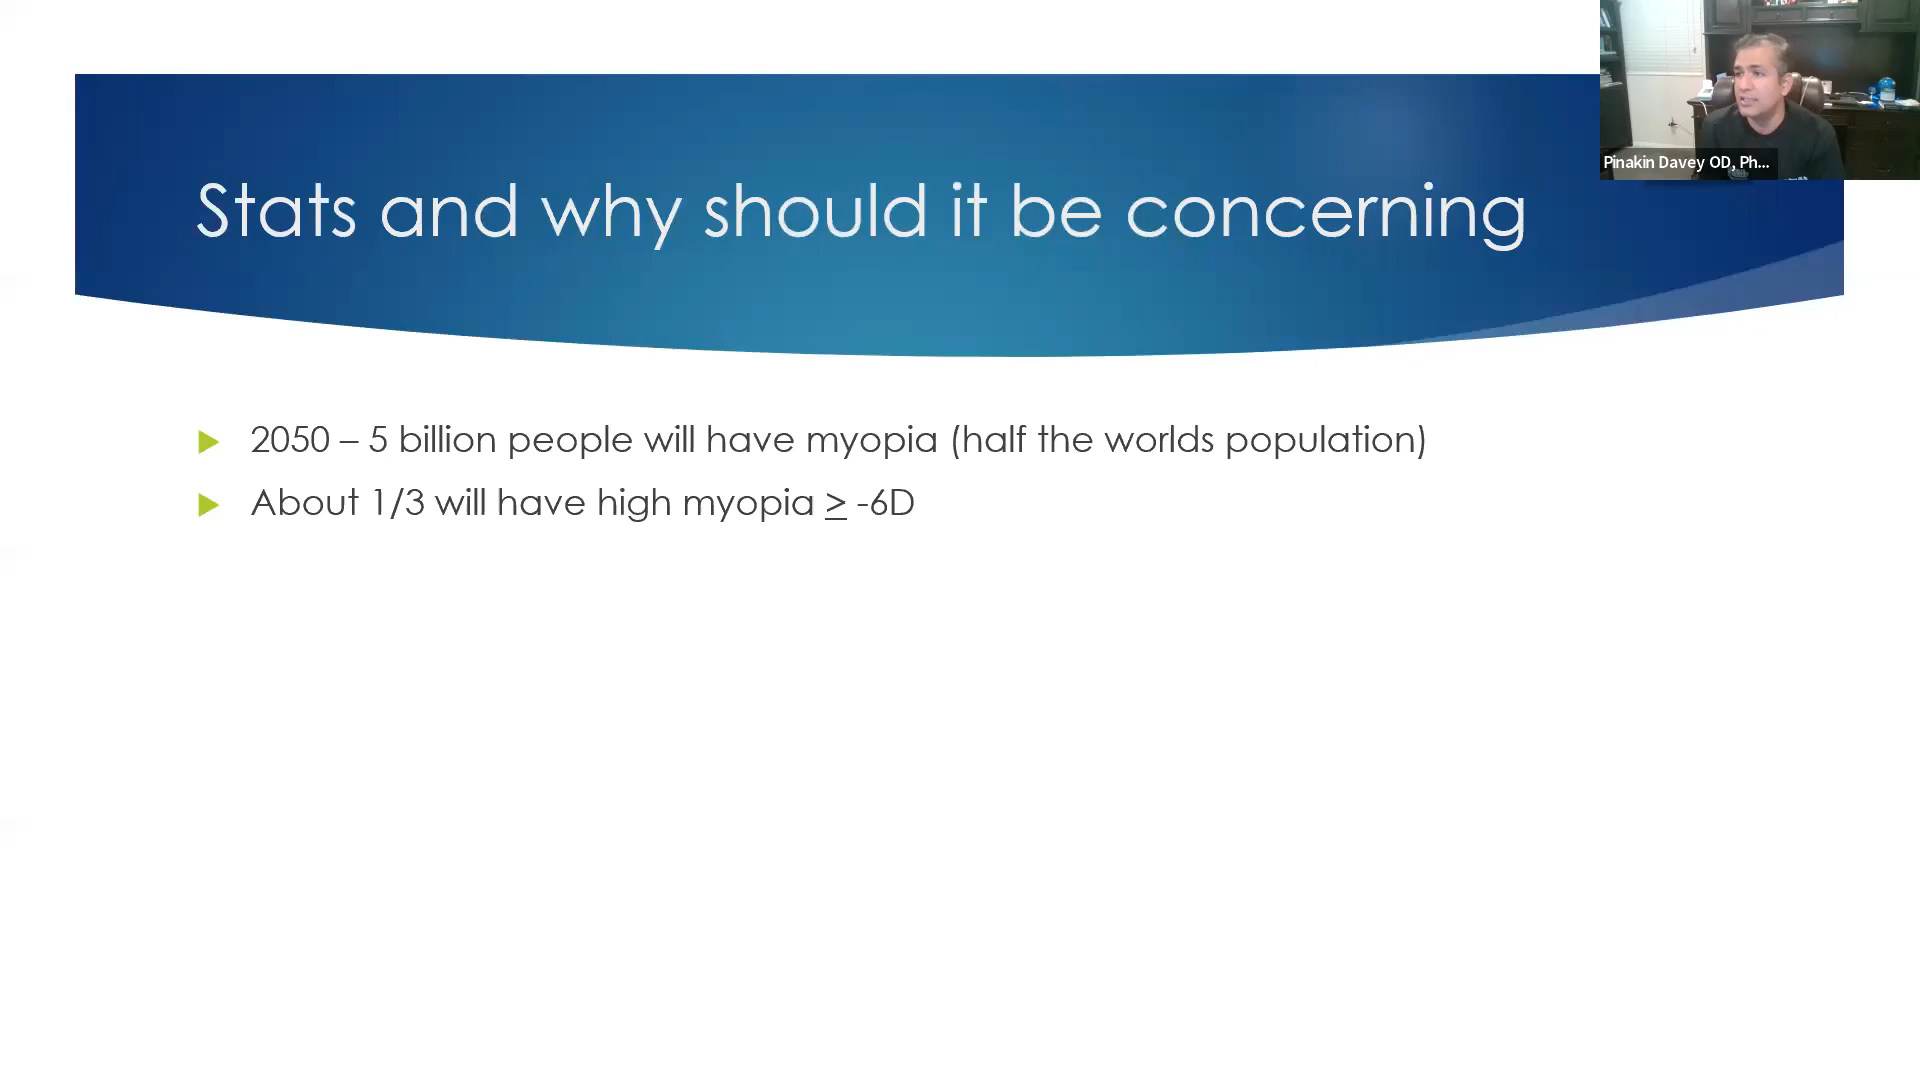 Pinakin Davey OD, Ph...
Stats and why should it be concerning
2050 – 5 billion people will have myopia (half the worlds population)
About 1/3 will have high myopia ≥ -6D